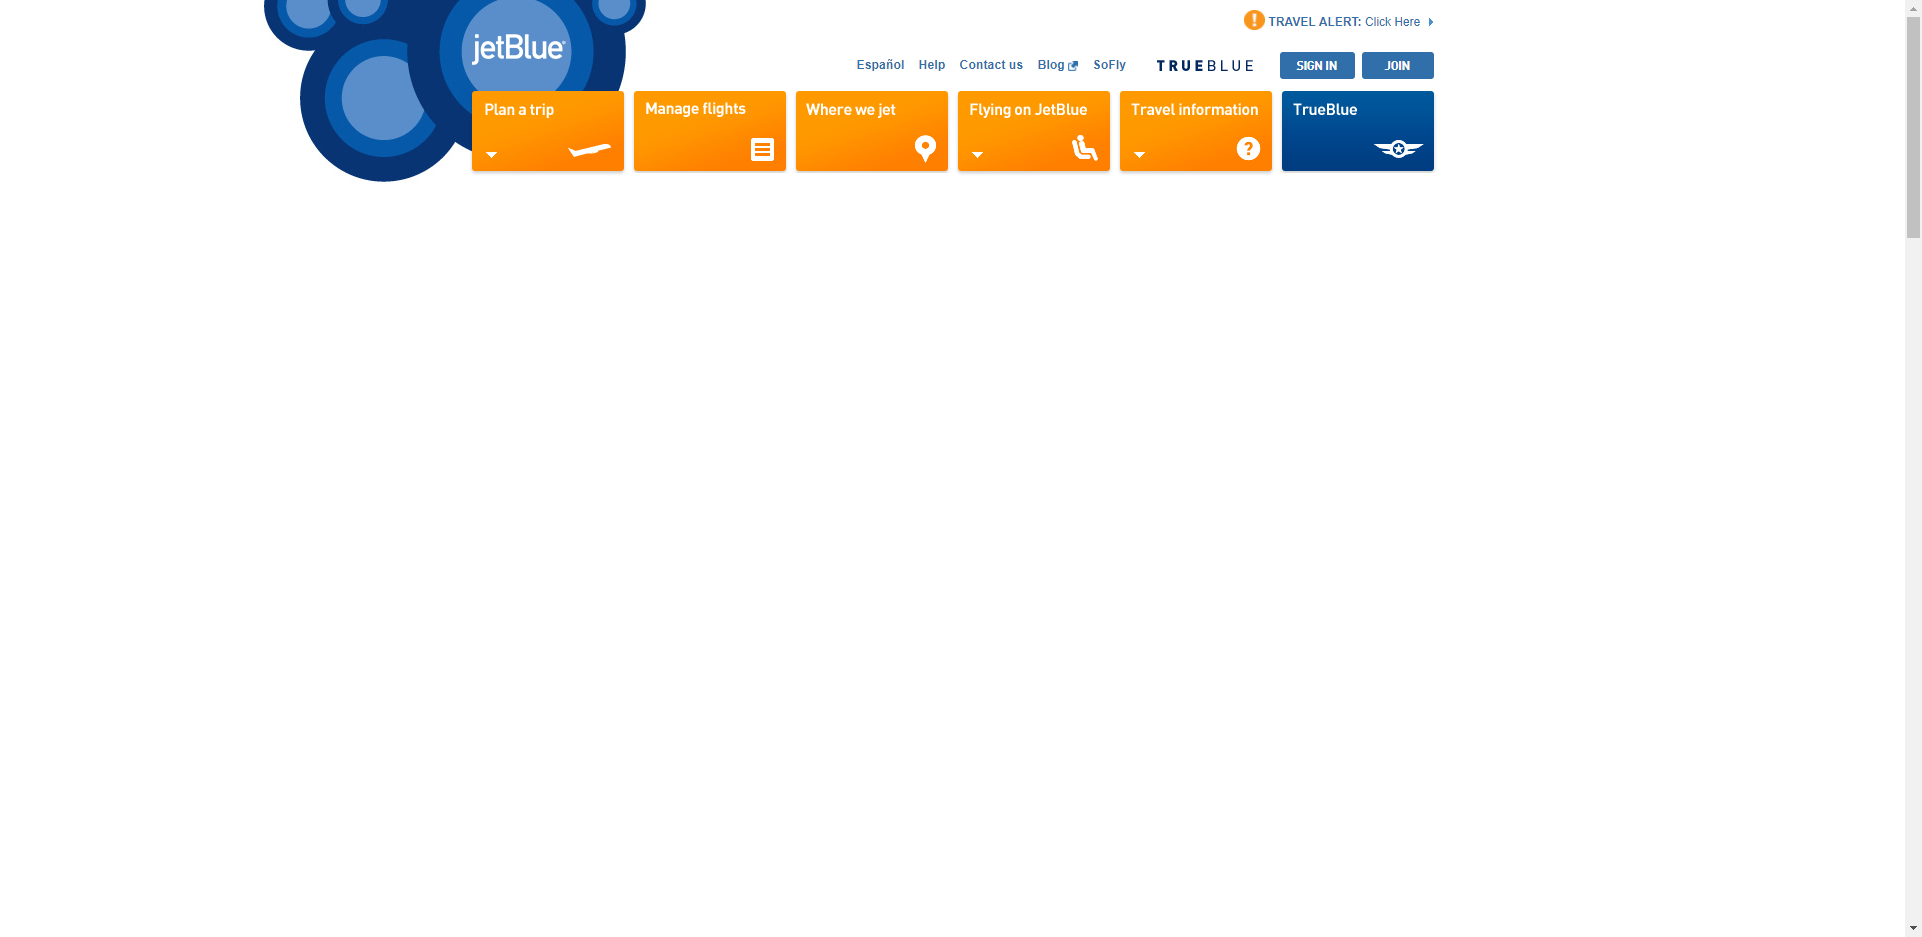 TRAVEL ALERT: Click Here
jetBlue®
Español Help Contact us Blog SoFly TRUEBLUE SIGN IN JOIN
Plan a trip Manage flights Where we jet Flying on JetBlue Travel information TrueBlue